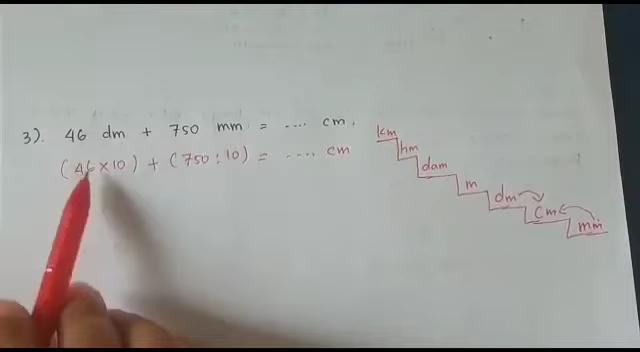 3). 46 dm + 750 mm = .... cm.
(46 × 10) + (750 : 10) = .... cm
km
hm
dam
m
dm
cm
mm